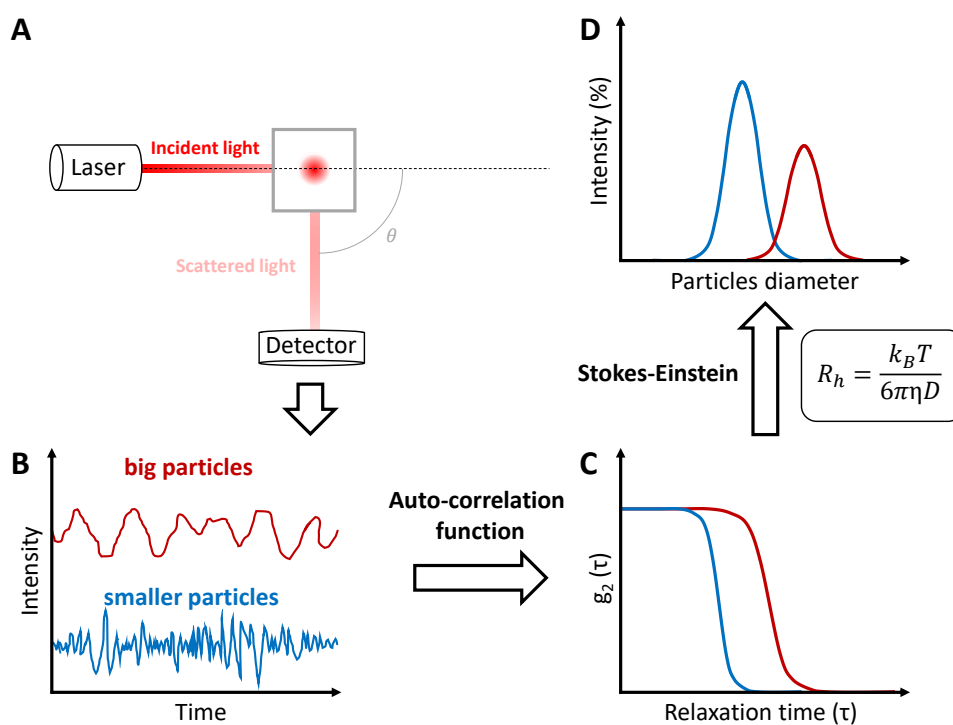 A
Laser
Incident light
θ
Scattered light
Detector
B
big particles
smaller particles
Intensity
Time
Auto-correlation
function
C
g₂ (τ)
Relaxation time (τ)
Stokes-Einstein
R_h = k_B T / 6πηD
D
Intensity (%)
Particles diameter